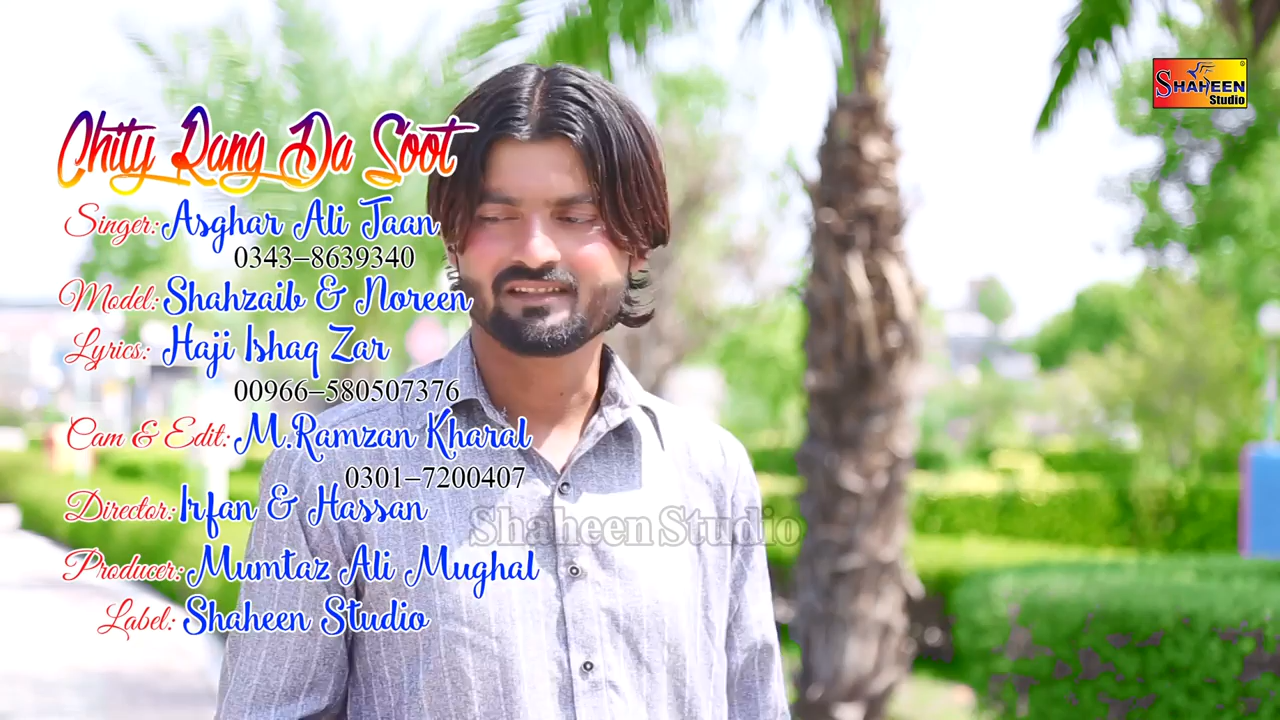 Chity Rang Da Soot
Singer: Asghar Ali Jaan
0343-8639340
Model: Shahzaib & Noreen
Lyrics: Haji Ishaq Zar
00966-580507376
Cam & Edit: M.Ramzan Kharal
0301-7200407
Director: Irfan & Hassan
Producer: Mumtaz Ali Mughal
Label: Shaheen Studio
Shaheen Studio
SHAHEEN
Studio